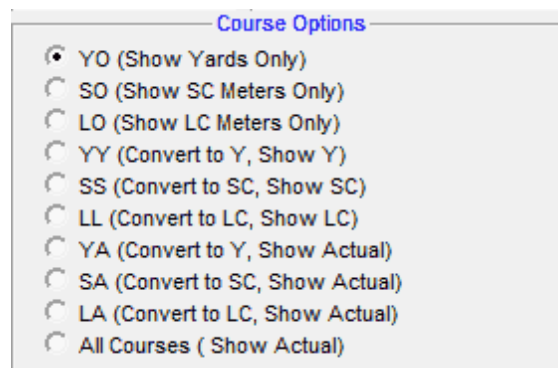 Course Options
YO (Show Yards Only)
SO (Show SC Meters Only)
LO (Show LC Meters Only)
YY (Convert to Y, Show Y)
SS (Convert to SC, Show SC)
LL (Convert to LC, Show LC)
YA (Convert to Y, Show Actual)
SA (Convert to SC, Show Actual)
LA (Convert to LC, Show Actual)
All Courses ( Show Actual)